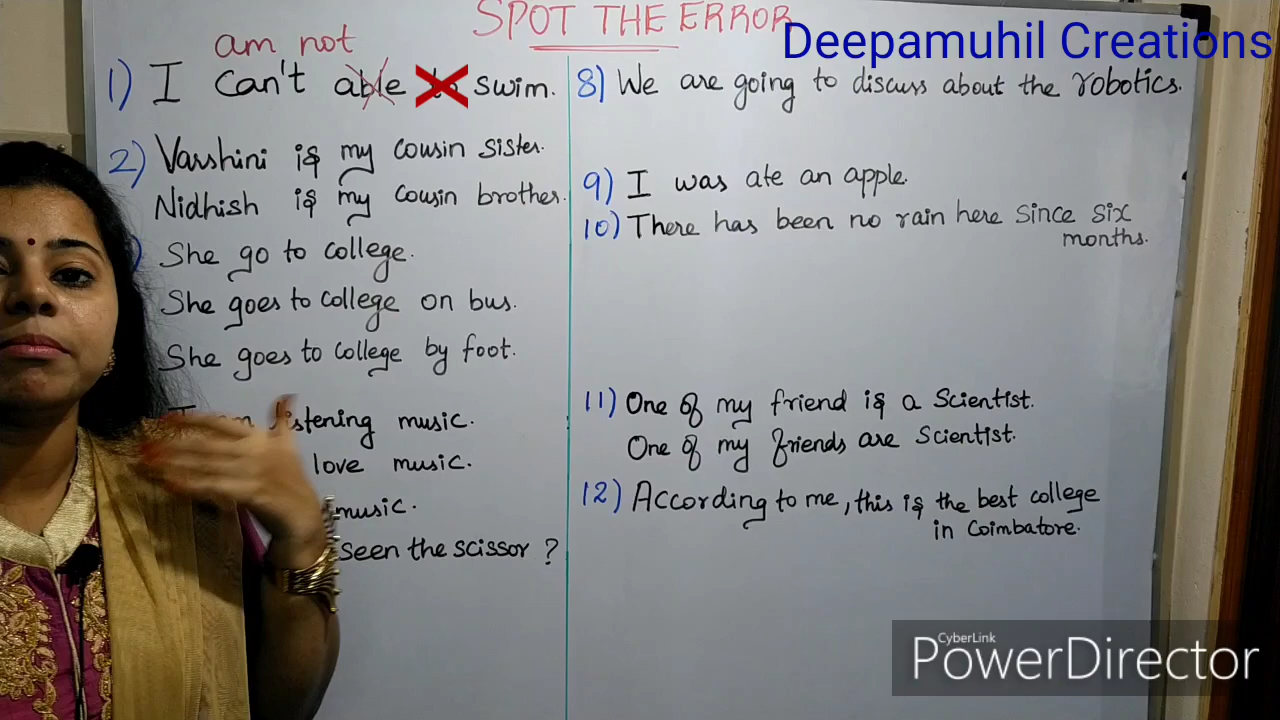 SPOT THE ERROR
Deepamuhil Creations
am not
1) I can't able to swim.
2) Varshini is my cousin sister.
Nidhish is my cousin brother.
) She go to college.
She goes to college on bus.
She goes to college by foot.
listening music.
love music.
music.
seen the scissor ?
8) We are going to discuss about the robotics.
9) I was ate an apple.
10) There has been no rain here since six
months.
11) One of my friend is a Scientist.
One of my friends are Scientist.
12) According to me, this is the best college
in Coimbatore.
CyberLink
PowerDirector